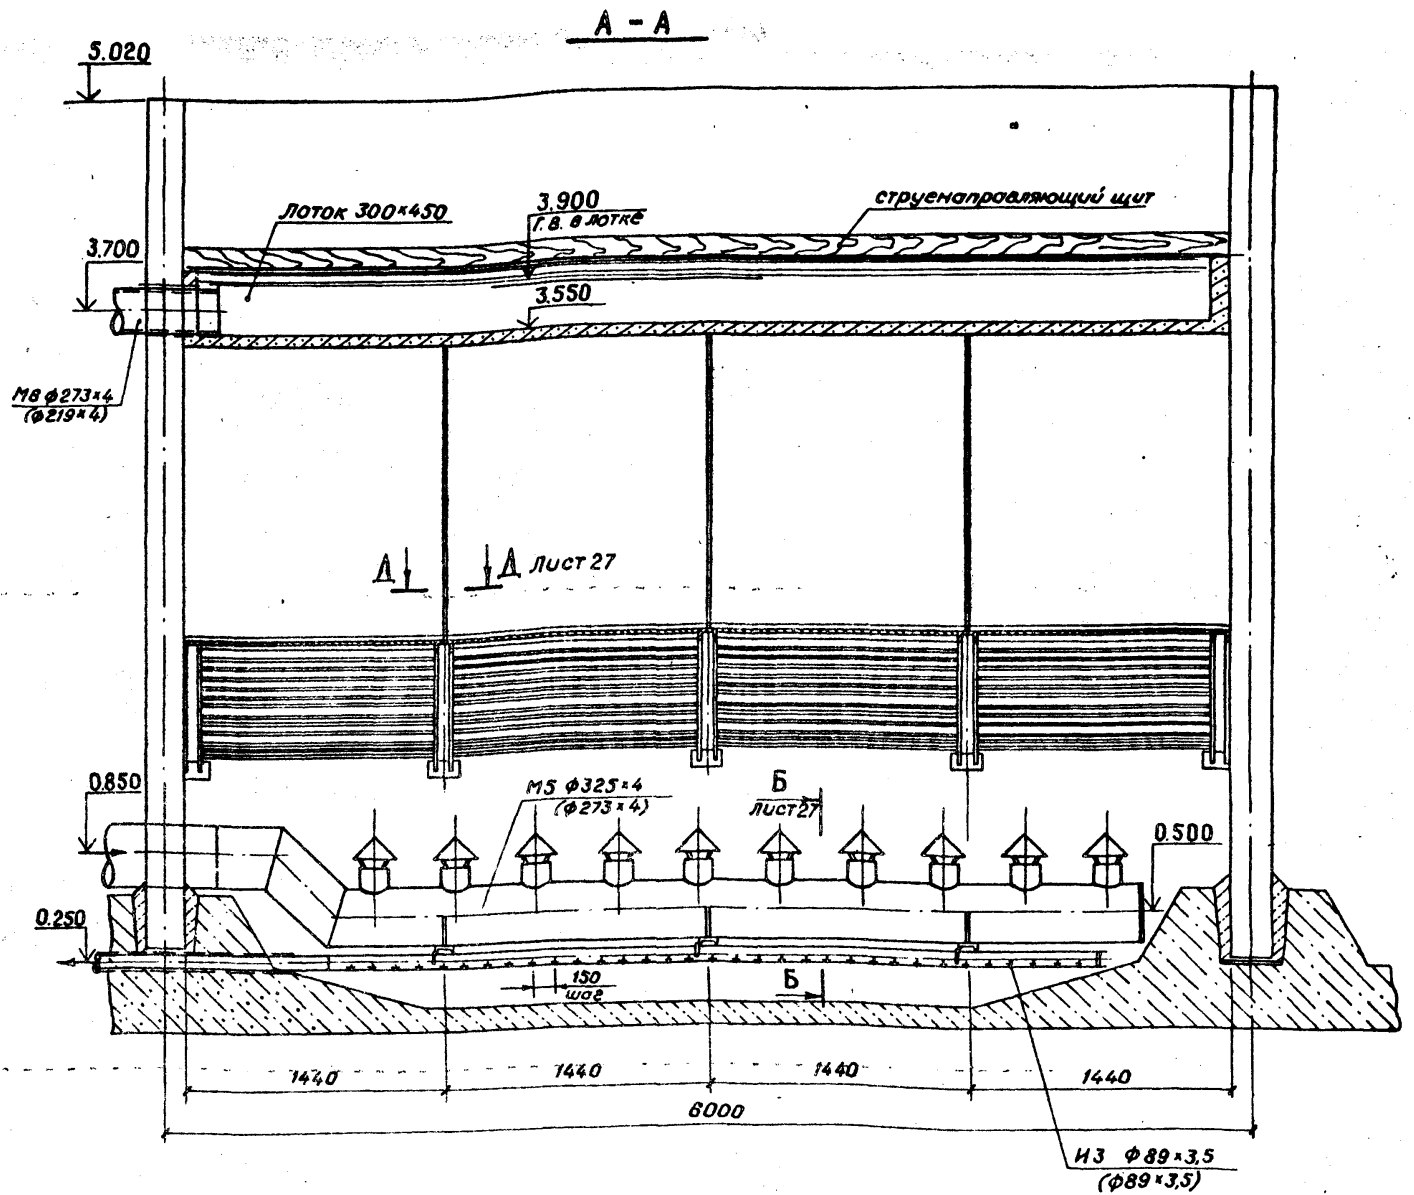 А - А
5.020
Лоток 300×450
3.900
Г.В. в лотке
струенаправляющий щит
3.700
3.550
М8 ф273×4
(ф219×4)
Д Д Лист 27
0.850
М5 ф325×4
(ф273×4)
Б
Лист 27
0.500
0.250
150
шаг
Б
1440 1440 1440 1440
6000
И3 ф89×3,5
(ф89×3,5)